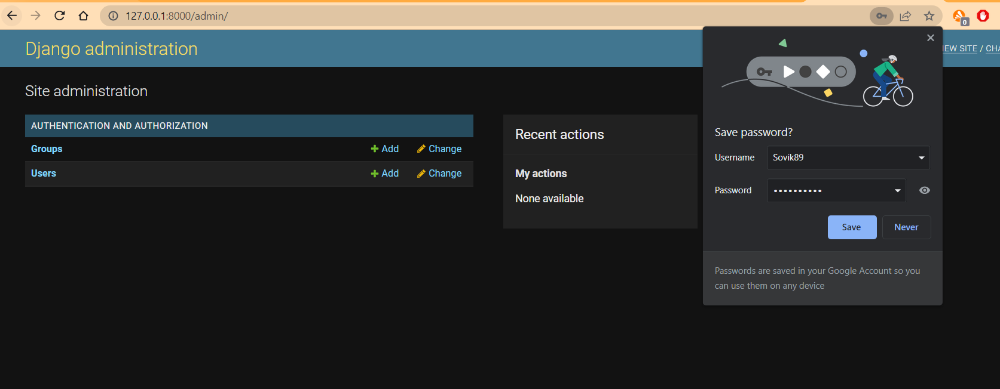 127.0.0.1:8000/admin/
0
Django administration
IEW SITE / CHA
Site administration
AUTHENTICATION AND AUTHORIZATION
Groups Add Change
Users Add Change
Recent actions
My actions
None available
Save password?
Username Sovik89
Password ••••••••••
Save Never
Passwords are saved in your Google Account so you
can use them on any device